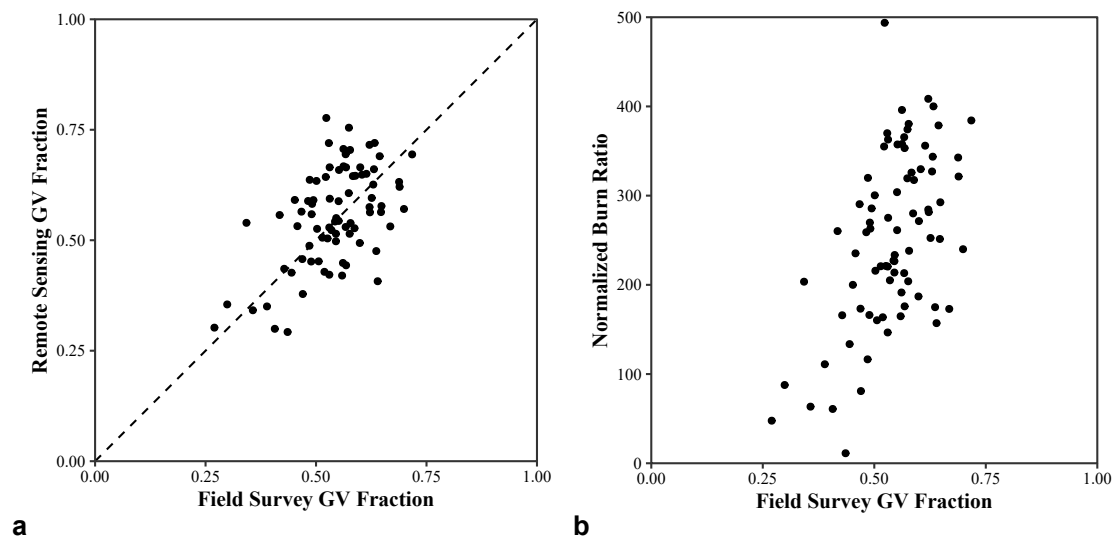 1.00
0.75
0.50
0.25
0.00
Remote Sensing GV Fraction
0.00 0.25 0.50 0.75 1.00
Field Survey GV Fraction
a
500
400
300
200
100
0
Normalized Burn Ratio
0.00 0.25 0.50 0.75 1.00
Field Survey GV Fraction
b